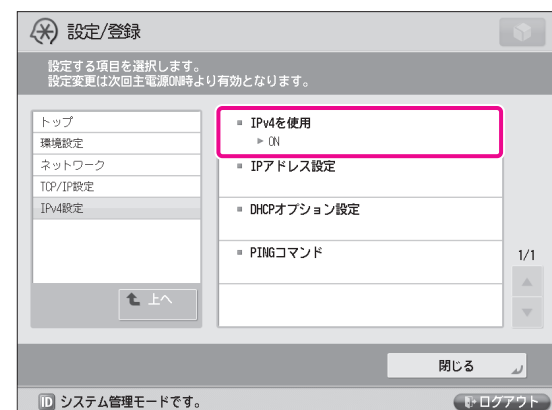 設定/登録
設定する項目を選択します。
設定変更は次回主電源ON時より有効となります。
トップ
環境設定
ネットワーク
TCP/IP設定
IPv4設定
上へ
IPv4を使用
ON
IPアドレス設定
DHCPオプション設定
PINGコマンド
1/1
閉じる
ID システム管理モードです。
ログアウト